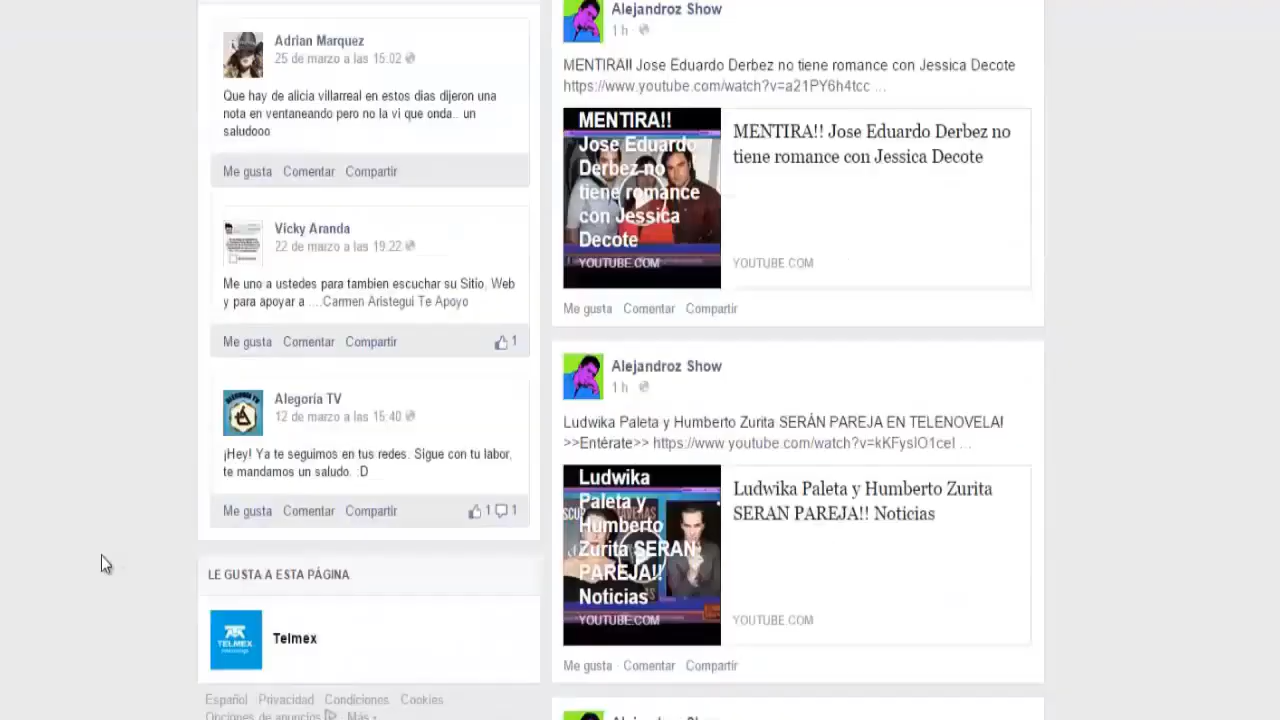 Adrian Marquez
25 de marzo a las 15:02
Que hay de alicia villarreal en estos dias dijeron una
nota en ventaneando pero no la vi que onda.. un
saludooo
Me gusta Comentar Compartir
Vicky Aranda
22 de marzo a las 19:22
Me uno a ustedes para tambien escuchar su Sitio, Web
y para apoyar a ....Carmen Aristegui Te Apoyo
Me gusta Comentar Compartir 1
Alegoría TV
12 de marzo a las 15:40
¡Hey! Ya te seguimos en tus redes. Sigue con tu labor,
te mandamos un saludo. :D
Me gusta Comentar Compartir 1 1
LE GUSTA A ESTA PÁGINA
TELMEX
Telmex
Español Privacidad Condiciones Cookies
Opciones de anuncios Más
Alejandroz Show
1 h
MENTIRA!! Jose Eduardo Derbez no tiene romance con Jessica Decote
https://www.youtube.com/watch?v=a21PY6h4tcc ...
MENTIRA!!
Jose Eduardo
Derbez no
tiene romance
con Jessica
Decote
YOUTUBE.COM
MENTIRA!! Jose Eduardo Derbez no
tiene romance con Jessica Decote
YOUTUBE.COM
Me gusta Comentar Compartir
Alejandroz Show
1 h
Ludwika Paleta y Humberto Zurita SERÁN PAREJA EN TELENOVELA!
>>Entérate>> https://www.youtube.com/watch?v=kKFyslO1ceI ...
Ludwika
Paleta y
Humberto
Zurita SERAN
PAREJA!!
Noticias
YOUTUBE.COM
Ludwika Paleta y Humberto Zurita
SERAN PAREJA!! Noticias
YOUTUBE.COM
Me gusta · Comentar Compartir
Alejandroz Show